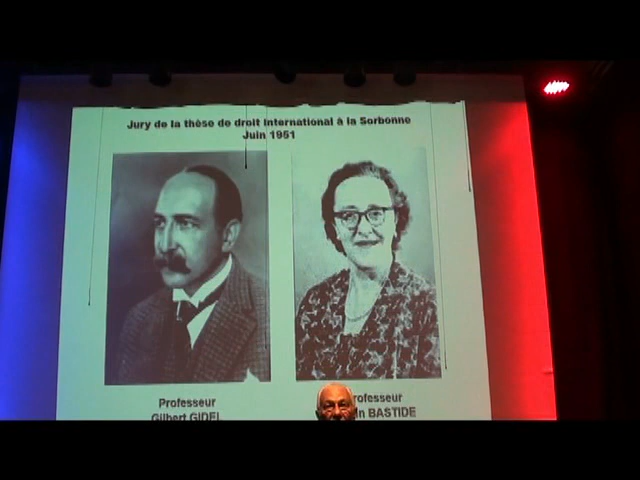 Jury de la thèse de droit international à la Sorbonne
Juin 1951
Professeur
Gilbert GIDEL
BASTIDE